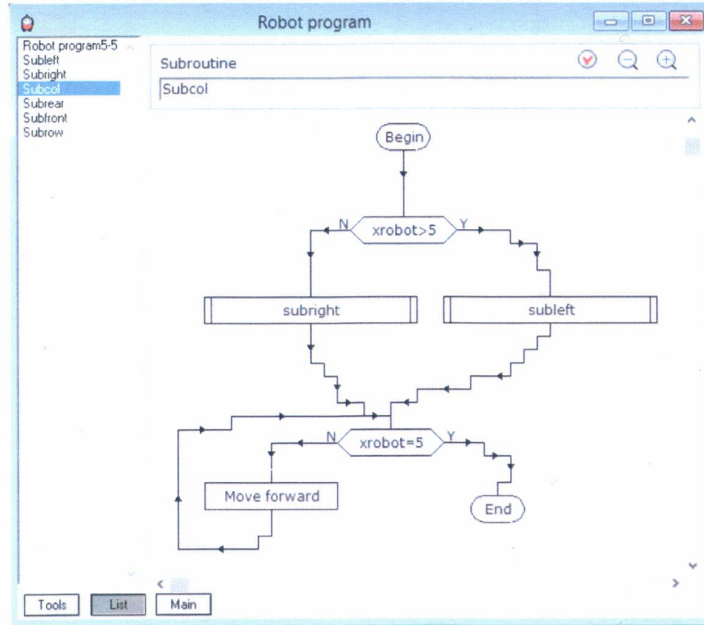 Robot program
Robot program5-5
Subleft
Subright
Subcol
Subrear
Subfront
Subrow
Subroutine
Subcol
Begin
N xrobot>5 Y
subright subleft
N xrobot=5 Y
Move forward
End
Tools List Main